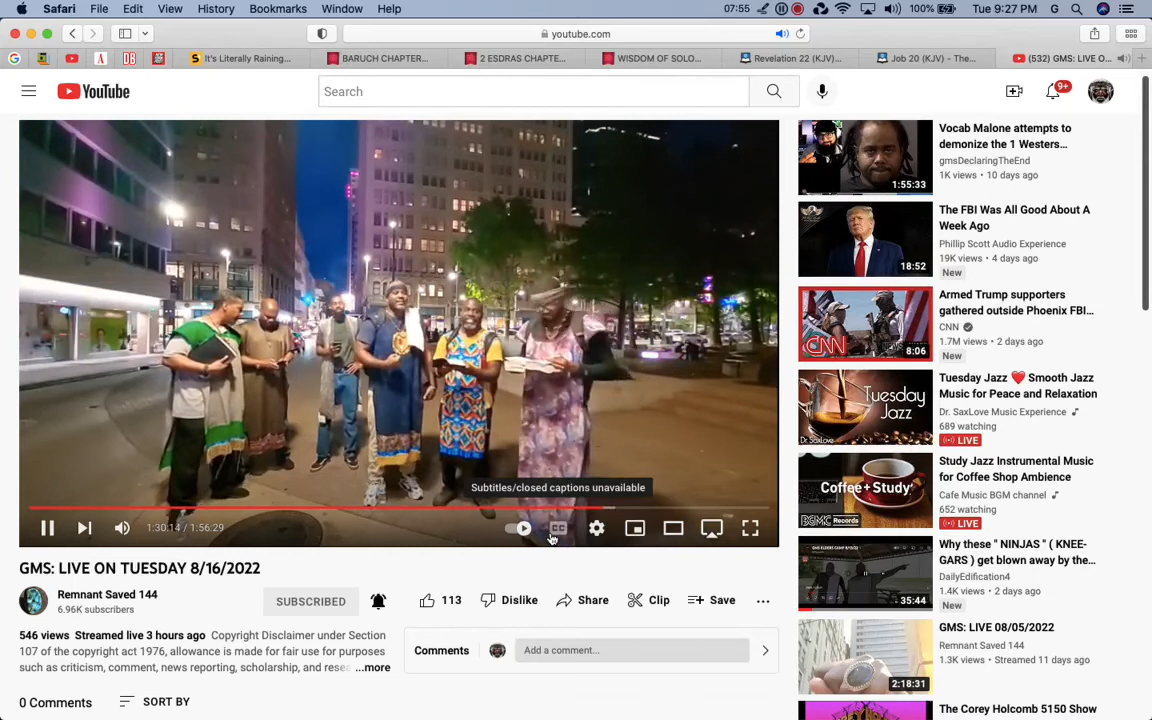 Safari File Edit View History Bookmarks Window Help 07:55 100% Tue 9:27 PM G
youtube.com
It's Literally Raining... BARUCH CHAPTER... 2 ESDRAS CHAPTE... WISDOM OF SOLO... Revelation 22 (KJV)... Job 20 (KJV) - The... (532) GMS: LIVE O...
YouTube
Search
9+
Vocab Malone attempts to
demonize the 1 Westers...
gmsDeclaringTheEnd
1K views • 10 days ago
1:55:33
The FBI Was All Good About A
Week Ago
Phillip Scott Audio Experience
19K views • 4 days ago
New
18:52
Armed Trump supporters
gathered outside Phoenix FBI...
CNN
1.7M views • 2 days ago
New
CNN
8:06
Tuesday Jazz ❤️ Smooth Jazz
Music for Peace and Relaxation
Dr. SaxLove Music Experience
689 watching
LIVE
Tuesday
Jazz
Study Jazz Instrumental Music
for Coffee Shop Ambience
Cafe Music BGM channel
652 watching
LIVE
Coffee+Study
BGMC Records
Why these " NINJAS " ( KNEE-
GARS ) get blown away by the...
DailyEdification4
1.4K views • 2 days ago
New
35:44
GMS: LIVE 08/05/2022
Remnant Saved 144
1.3K views • Streamed 11 days ago
2:18:31
The Corey Holcomb 5150 Show
Subtitles/closed captions unavailable
1:30:14 / 1:56:29
CC
GMS: LIVE ON TUESDAY 8/16/2022
Remnant Saved 144
6.96K subscribers
SUBSCRIBED
113 Dislike Share Clip Save
546 views Streamed live 3 hours ago Copyright Disclaimer under Section
107 of the copyright act 1976, allowance is made for fair use for purposes
such as criticism, comment, news reporting, scholarship, and resea ...more
Comments Add a comment...
0 Comments SORT BY